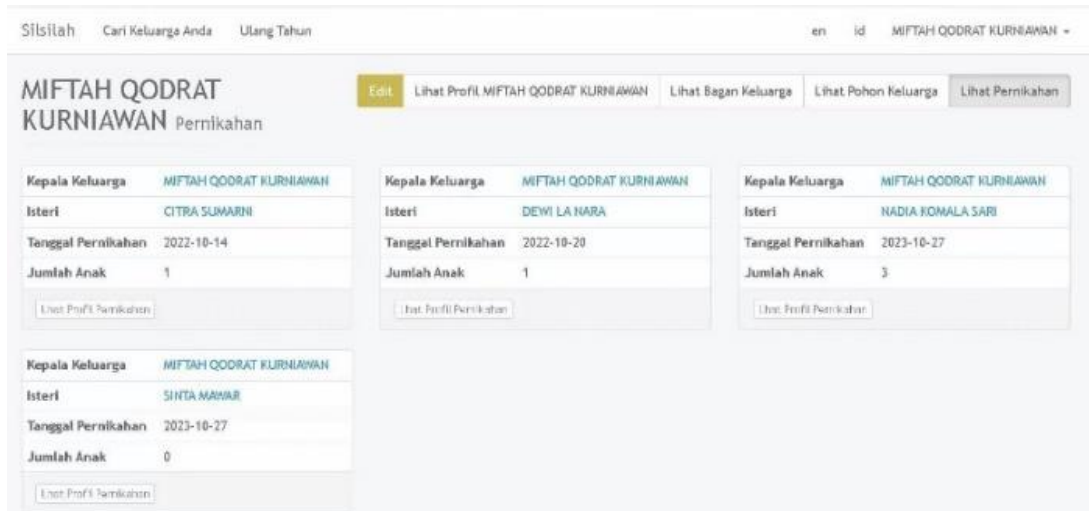 Silsilah Cari Keluarga Anda Ulang Tahun en id MIFTAH QODRAT KURNIAWAN
MIFTAH QODRAT
KURNIAWAN Pernikahan
Edit Lihat Profil MIFTAH QODRAT KURNIAWAN Lihat Bagan Keluarga Lihat Pohon Keluarga Lihat Pernikahan
Kepala Keluarga MIFTAH QODRAT KURNIAWAN
Isteri CITRA SUMARNI
Tanggal Pernikahan 2022-10-14
Jumlah Anak 1
Lihat Profil Pernikahan
Kepala Keluarga MIFTAH QODRAT KURNIAWAN
Isteri DEWI LA NARA
Tanggal Pernikahan 2022-10-20
Jumlah Anak 1
Lihat Profil Pernikahan
Kepala Keluarga MIFTAH QODRAT KURNIAWAN
Isteri NADIA KOMALA SARI
Tanggal Pernikahan 2023-10-27
Jumlah Anak 3
Lihat Profil Pernikahan
Kepala Keluarga MIFTAH QODRAT KURNIAWAN
Isteri SINTA MAWAR
Tanggal Pernikahan 2023-10-27
Jumlah Anak 0
Lihat Profil Pernikahan